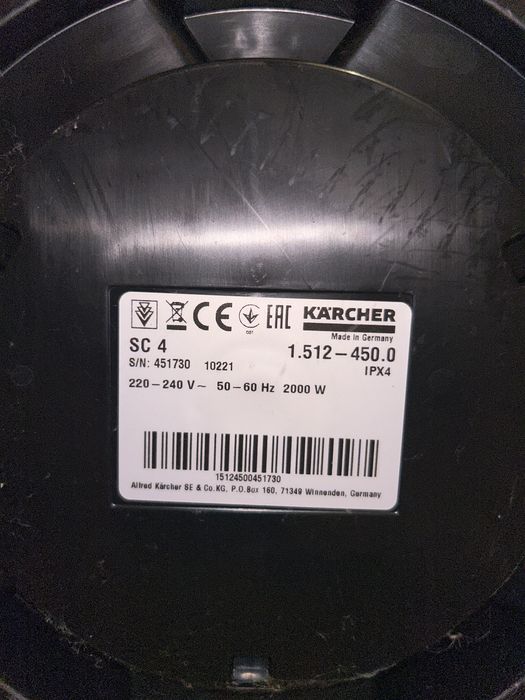 CE EAC KÄRCHER
Made in Germany
SC 4 1.512-450.0
S/N: 451730 10221 IPX4
220-240 V~ 50-60 Hz 2000 W
15124500451730
Alfred Kärcher SE & Co.KG, P.O.Box 160, 71349 Winnenden, Germany